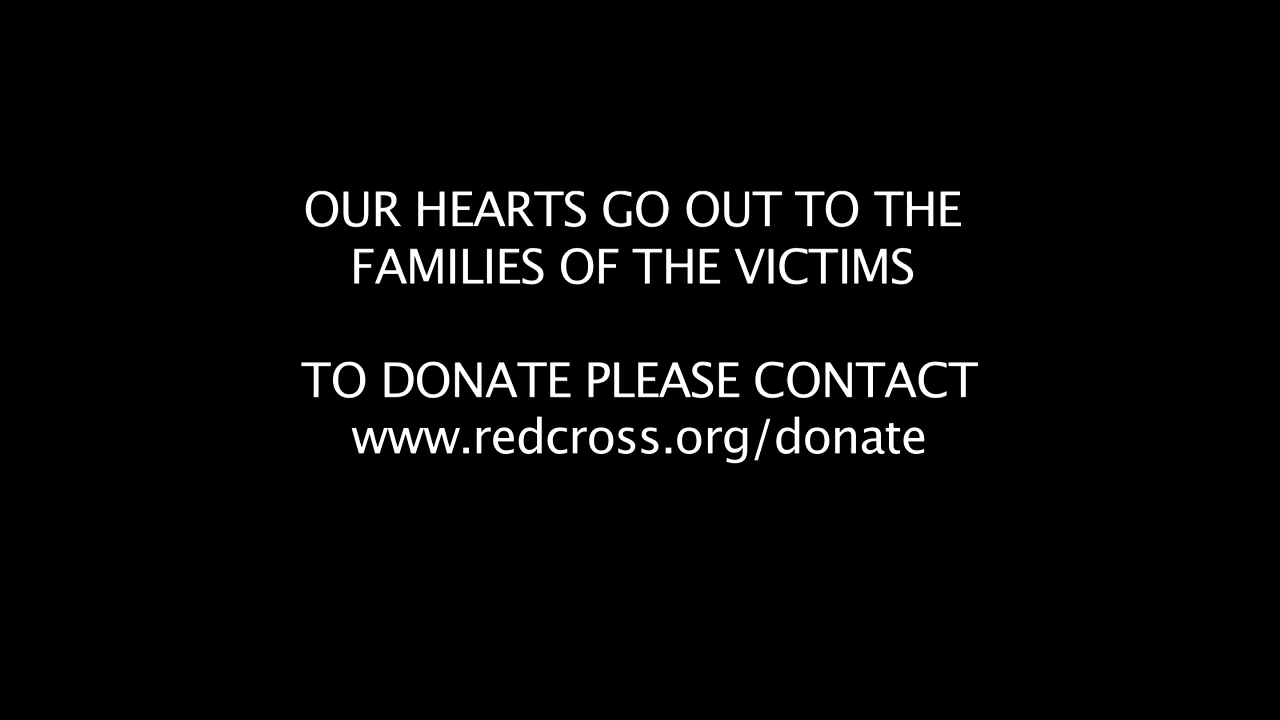 OUR HEARTS GO OUT TO THE
FAMILIES OF THE VICTIMS
TO DONATE PLEASE CONTACT
www.redcross.org/donate